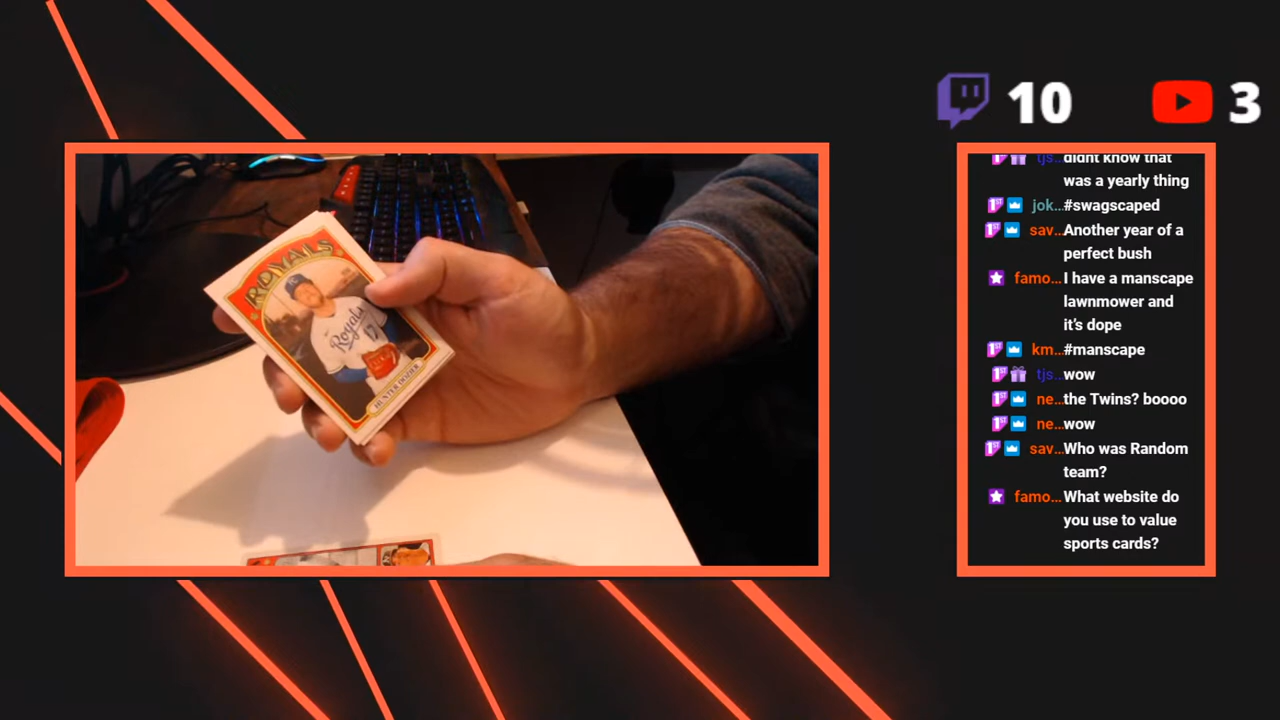 10
3
ROYALS
Royals
17
HUNTER DOZIER
tjs... didnt know that
was a yearly thing
jok... #swagscaped
sav... Another year of a
perfect bush
famo... I have a manscape
lawnmower and
it's dope
km... #manscape
tjs... wow
ne... the Twins? boooo
ne... wow
sav... Who was Random
team?
famo... What website do
you use to value
sports cards?